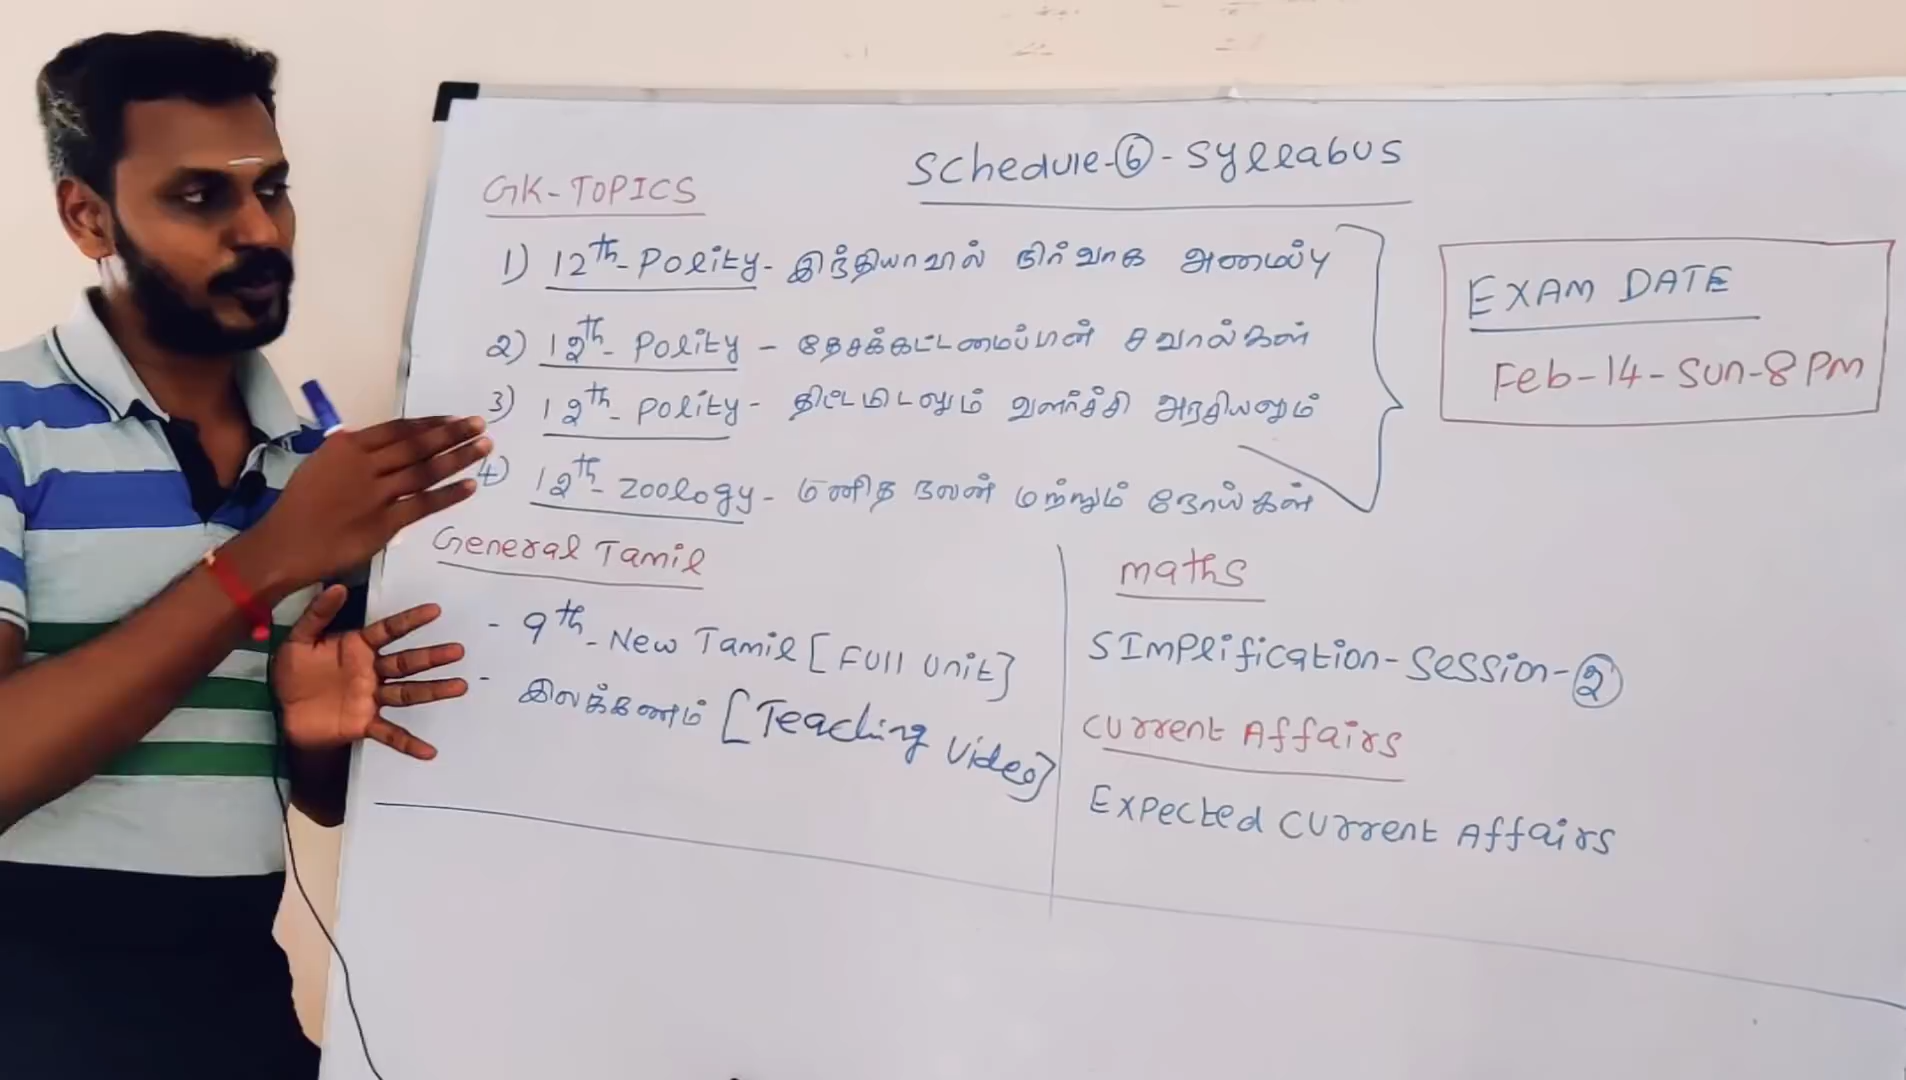 Schedule-6-Syllabus
GK-TOPICS
1) 12th-Polity- இந்தியாவில் நிர்வாக அமைப்பு
2) 12th-Polity - தேசக்கட்டமைப்பின் சவால்கள்
3) 12th-Polity- திட்டமிடலும் வளர்ச்சி அரசியலும்
4) 12th-Zoology- மனித நலன் மற்றும் நோய்கள்
EXAM DATE
Feb-14-Sun-8PM
General Tamil
- 9th-New Tamil [Full Unit]
- இலக்கணம் [Teaching Video]
Maths
SImplification-Session-2
Current Affairs
Expected Current Affairs